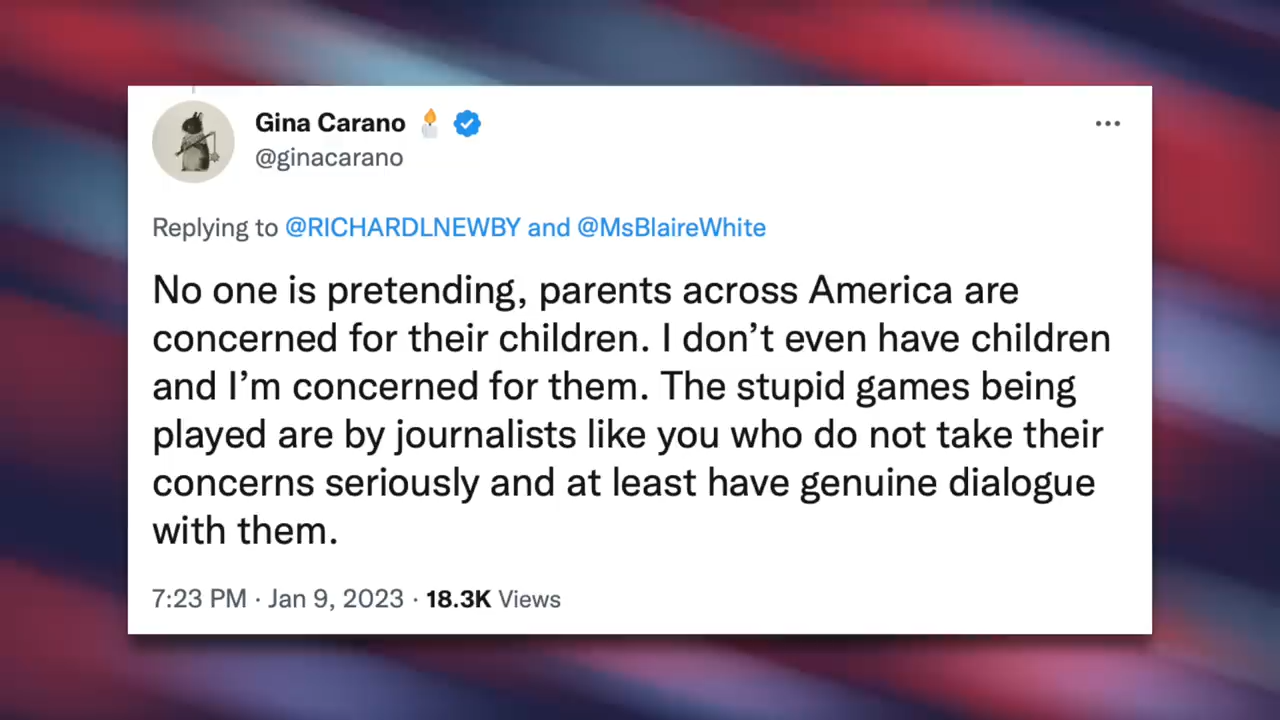 Gina Carano 🕯️
@ginacarano
Replying to @RICHARDLNEWBY and @MsBlaireWhite
No one is pretending, parents across America are
concerned for their children. I don’t even have children
and I’m concerned for them. The stupid games being
played are by journalists like you who do not take their
concerns seriously and at least have genuine dialogue
with them.
7:23 PM · Jan 9, 2023 · 18.3K Views